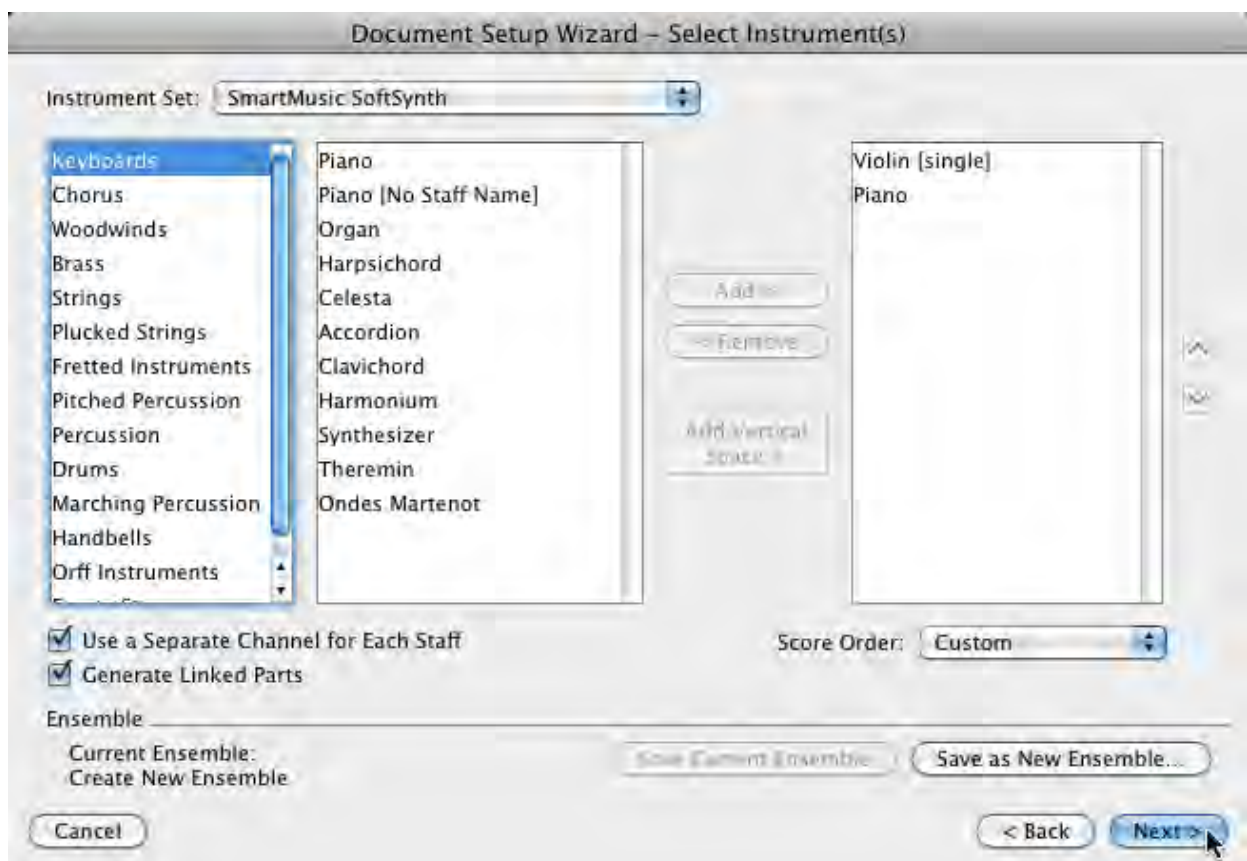 Document Setup Wizard – Select Instrument(s)
Instrument Set: SmartMusic SoftSynth
Keyboards
Chorus
Woodwinds
Brass
Strings
Plucked Strings
Fretted Instruments
Pitched Percussion
Percussion
Drums
Marching Percussion
Handbells
Orff Instruments
Piano
Piano [No Staff Name]
Organ
Harpsichord
Celesta
Accordion
Clavichord
Harmonium
Synthesizer
Theremin
Ondes Martenot
Add >
< Remove
Add Vertical
Space >
Violin [single]
Piano
Use a Separate Channel for Each Staff
Generate Linked Parts
Score Order: Custom
Ensemble
Current Ensemble:
Create New Ensemble
Save Current Ensemble
Save as New Ensemble...
Cancel
< Back
Next >